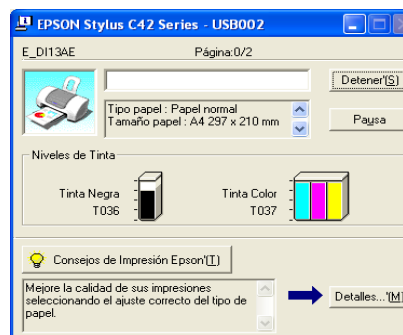 EPSON Stylus C42 Series - USB002
E_DI13AE Página:0/2
Detener'(S)
Tipo papel : Papel normal
Tamaño papel : A4 297 x 210 mm
Pausa
Niveles de Tinta
Tinta Negra
T036
Tinta Color
T037
Consejos de Impresión Epson'(T)
Mejore la calidad de sus impresiones
seleccionando el ajuste correcto del tipo de
papel.
Detalles...'(M)